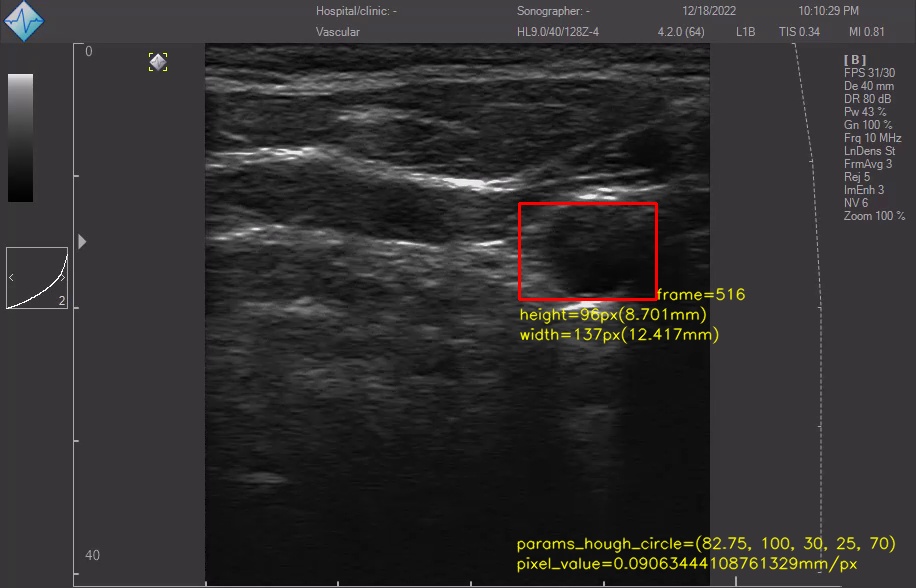 Hospital/clinic: - Sonographer: - 12/18/2022 10:10:29 PM
Vascular HL9.0/40/128Z-4 4.2.0 (64) L1B TIS 0.34 MI 0.81
0
[ B ]
FPS 31/30
De 40 mm
DR 80 dB
Pw 43 %
Gn 100 %
Frq 10 MHz
LnDens St
FrmAvg 3
Rej 5
ImEnh 3
NV 6
Zoom 100 %
2
frame=516
height=96px(8.701mm)
width=137px(12.417mm)
params_hough_circle=(82.75, 100, 30, 25, 70)
40
pixel_value=0.09063444108761329mm/px